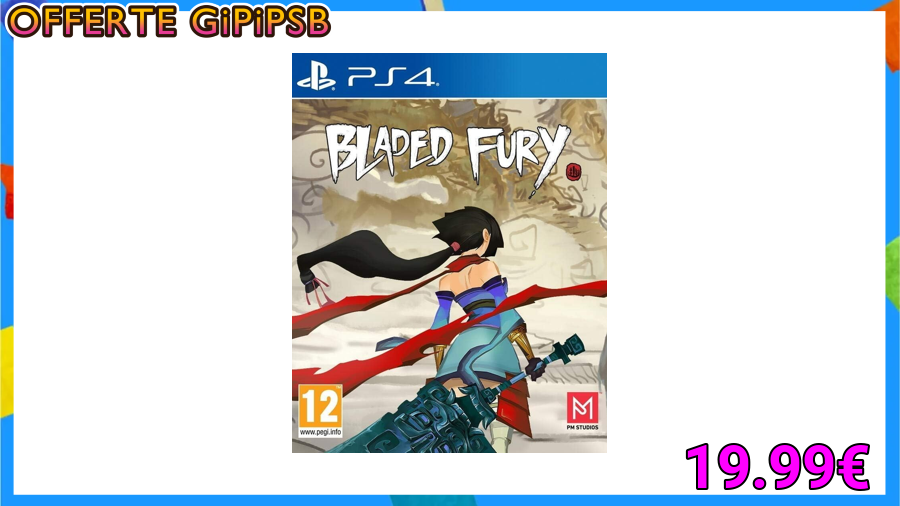 OFFERTE GiPiPSB
PS4
BLADED FURY
12
www.pegi.info
PM STUDIOS
19.99€